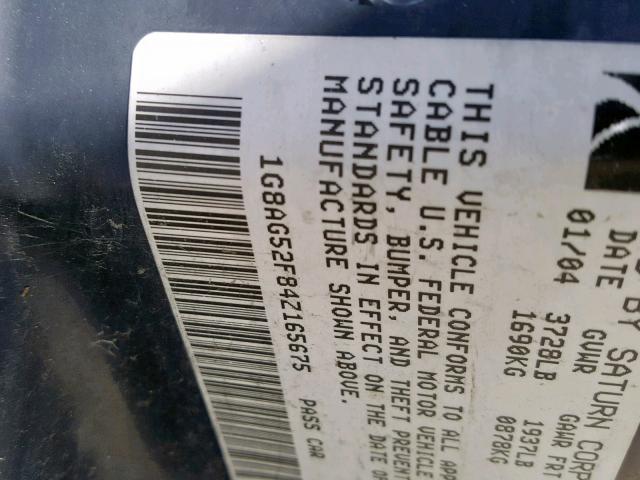 D BY SATURN CORP
DATE GVWR GAWR FRT
01/04 3728LB 1937LB
1690KG 0878KG
THIS VEHICLE CONFORMS TO ALL APP
CABLE U.S. FEDERAL MOTOR VEHICLE
SAFETY, BUMPER, AND THEFT PREVENT
STANDARDS IN EFFECT ON THE DATE OF
MANUFACTURE SHOWN ABOVE.
1G8AG52F84Z165675 PASS CAR